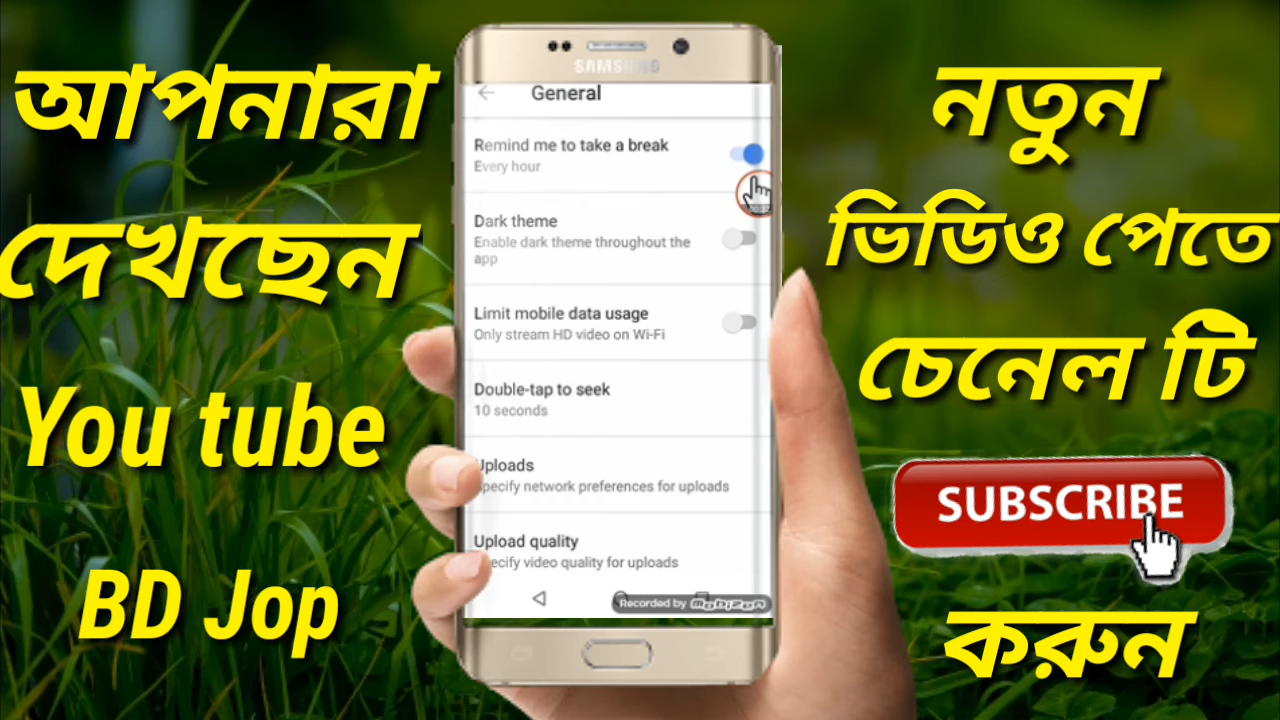 আপনারা
দেখছেন
You tube
BD Jop
SAMSUNG
General
Remind me to take a break
Every hour
Dark theme
Enable dark theme throughout the
app
Limit mobile data usage
Only stream HD video on Wi-Fi
Double-tap to seek
10 seconds
Uploads
specify network preferences for uploads
Upload quality
ecify video quality for uploads
Recorded by mobizen
নতুন
ভিডিও পেতে
চেনেল টি
SUBSCRIBE
করুন